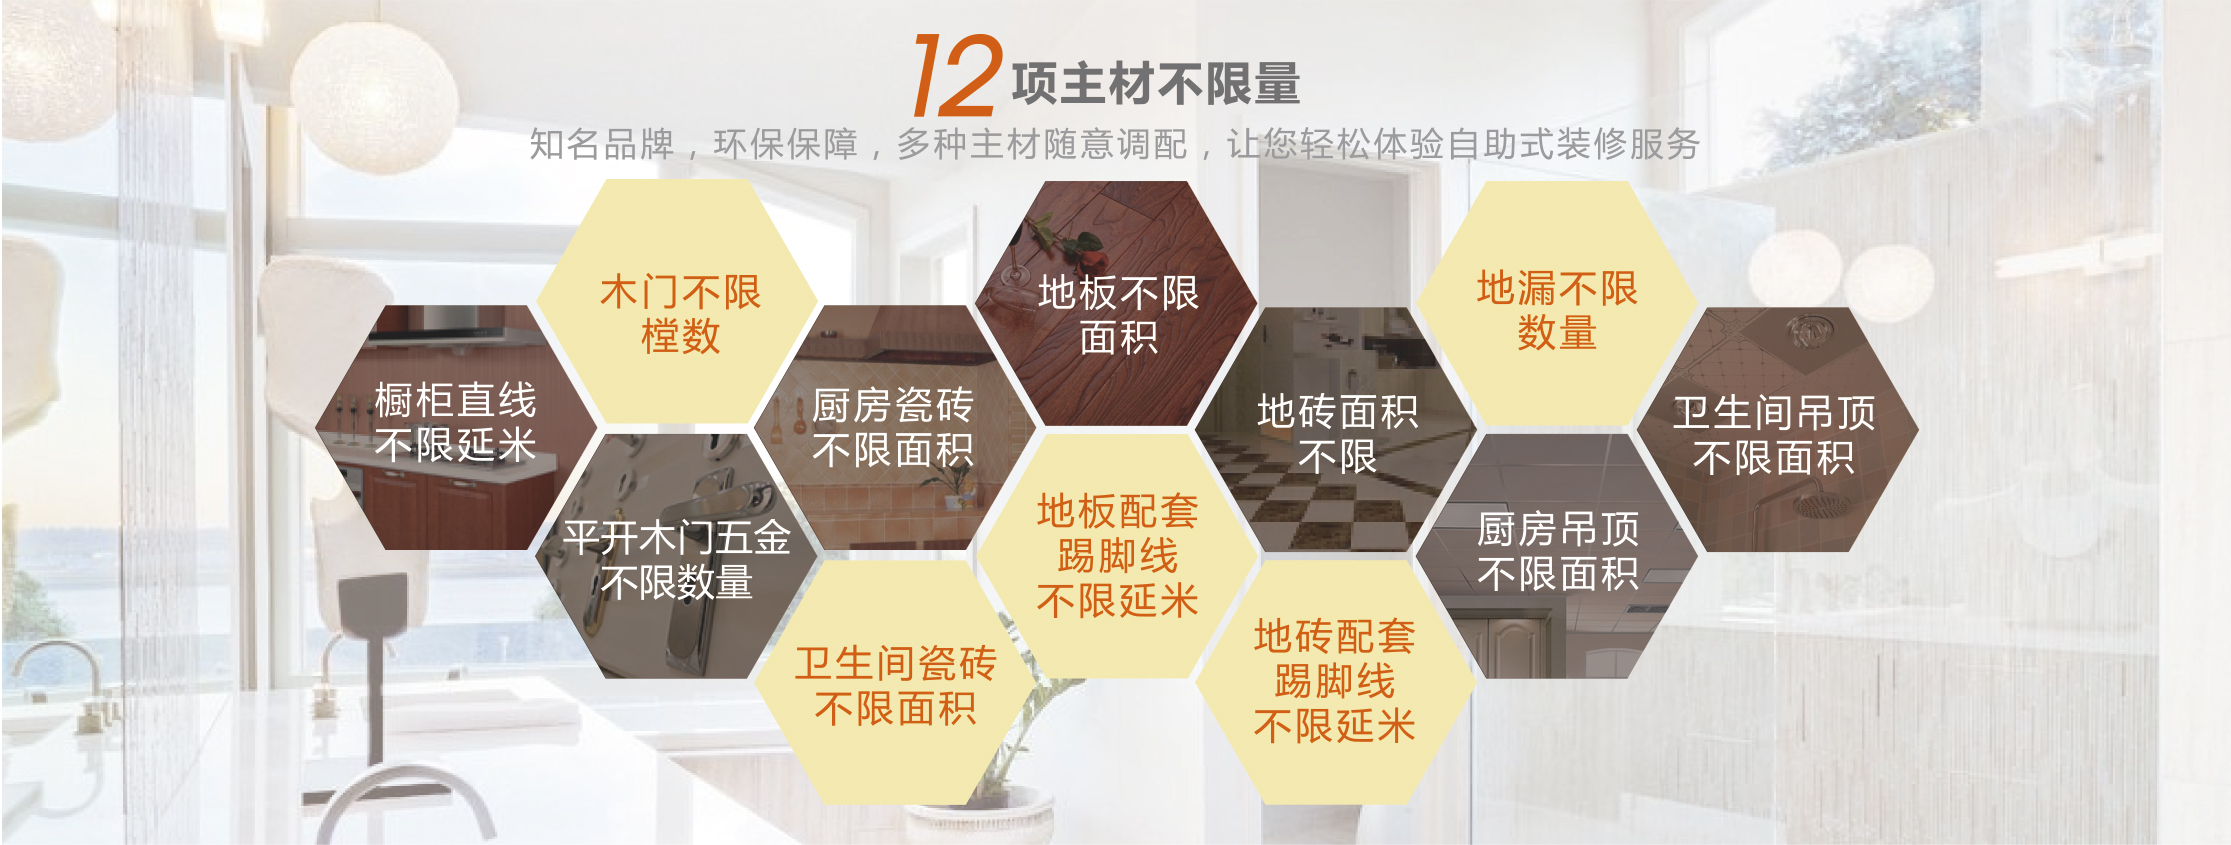 12项主材不限量
知名品牌，环保保障，多种主材随意调配，让您轻松体验自助式装修服务
木门不限
樘数
地板不限
面积
地漏不限
数量
橱柜直线
不限延米
厨房瓷砖
不限面积
地砖面积
不限
卫生间吊顶
不限面积
平开木门五金
不限数量
地板配套
踢脚线
不限延米
厨房吊顶
不限面积
卫生间瓷砖
不限面积
地砖配套
踢脚线
不限延米